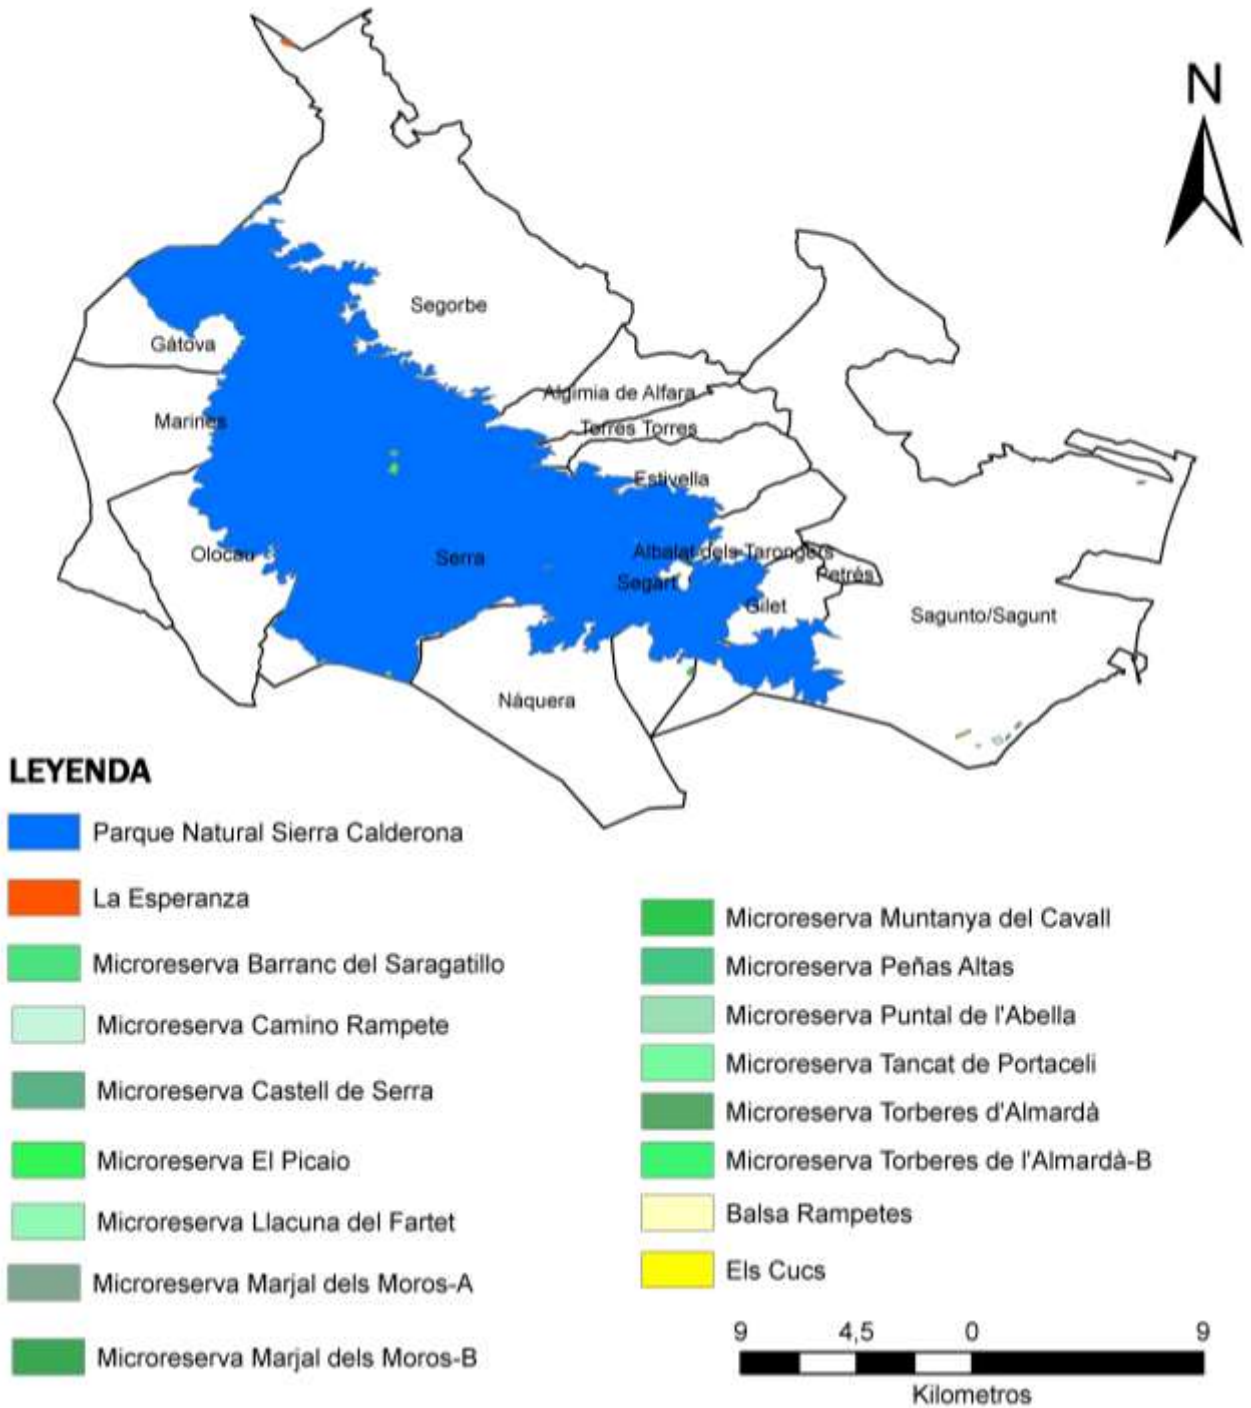 N
Segorbe
Gátova
Algimia de Alfara
Marines
Torres Torres
Estivella
Olocau
Serra
Albalat dels Tarongers
Segart
Petrés
Gilet
Sagunto/Sagunt
Náquera
LEYENDA
Parque Natural Sierra Calderona
La Esperanza
Microreserva Barranc del Saragatillo
Microreserva Camino Rampete
Microreserva Castell de Serra
Microreserva El Picaio
Microreserva Llacuna del Fartet
Microreserva Marjal dels Moros-A
Microreserva Marjal dels Moros-B
Microreserva Muntanya del Cavall
Microreserva Peñas Altas
Microreserva Puntal de l'Abella
Microreserva Tancat de Portaceli
Microreserva Torberes d'Almardà
Microreserva Torberes de l'Almardà-B
Balsa Rampetes
Els Cucs
9 4,5 0 9
Kilometros